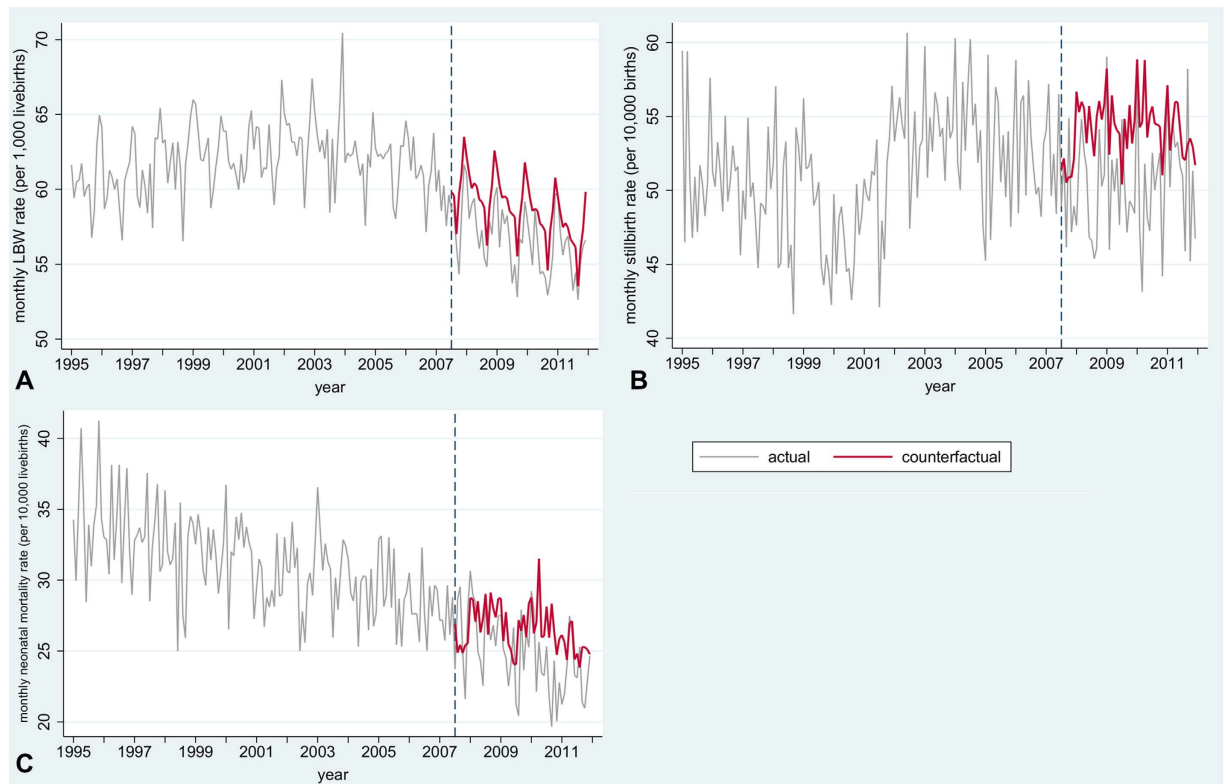 monthly LBW rate (per 1,000 livebirths)
70
65
60
55
50
1995 1997 1999 2001 2003 2005 2007 2009 2011
year
A
monthly stillbirth rate (per 10,000 births)
60
55
50
45
40
1995 1997 1999 2001 2003 2005 2007 2009 2011
year
B
monthly neonatal mortality rate (per 10,000 livebirths)
40
35
30
25
20
1995 1997 1999 2001 2003 2005 2007 2009 2011
year
C
actual counterfactual